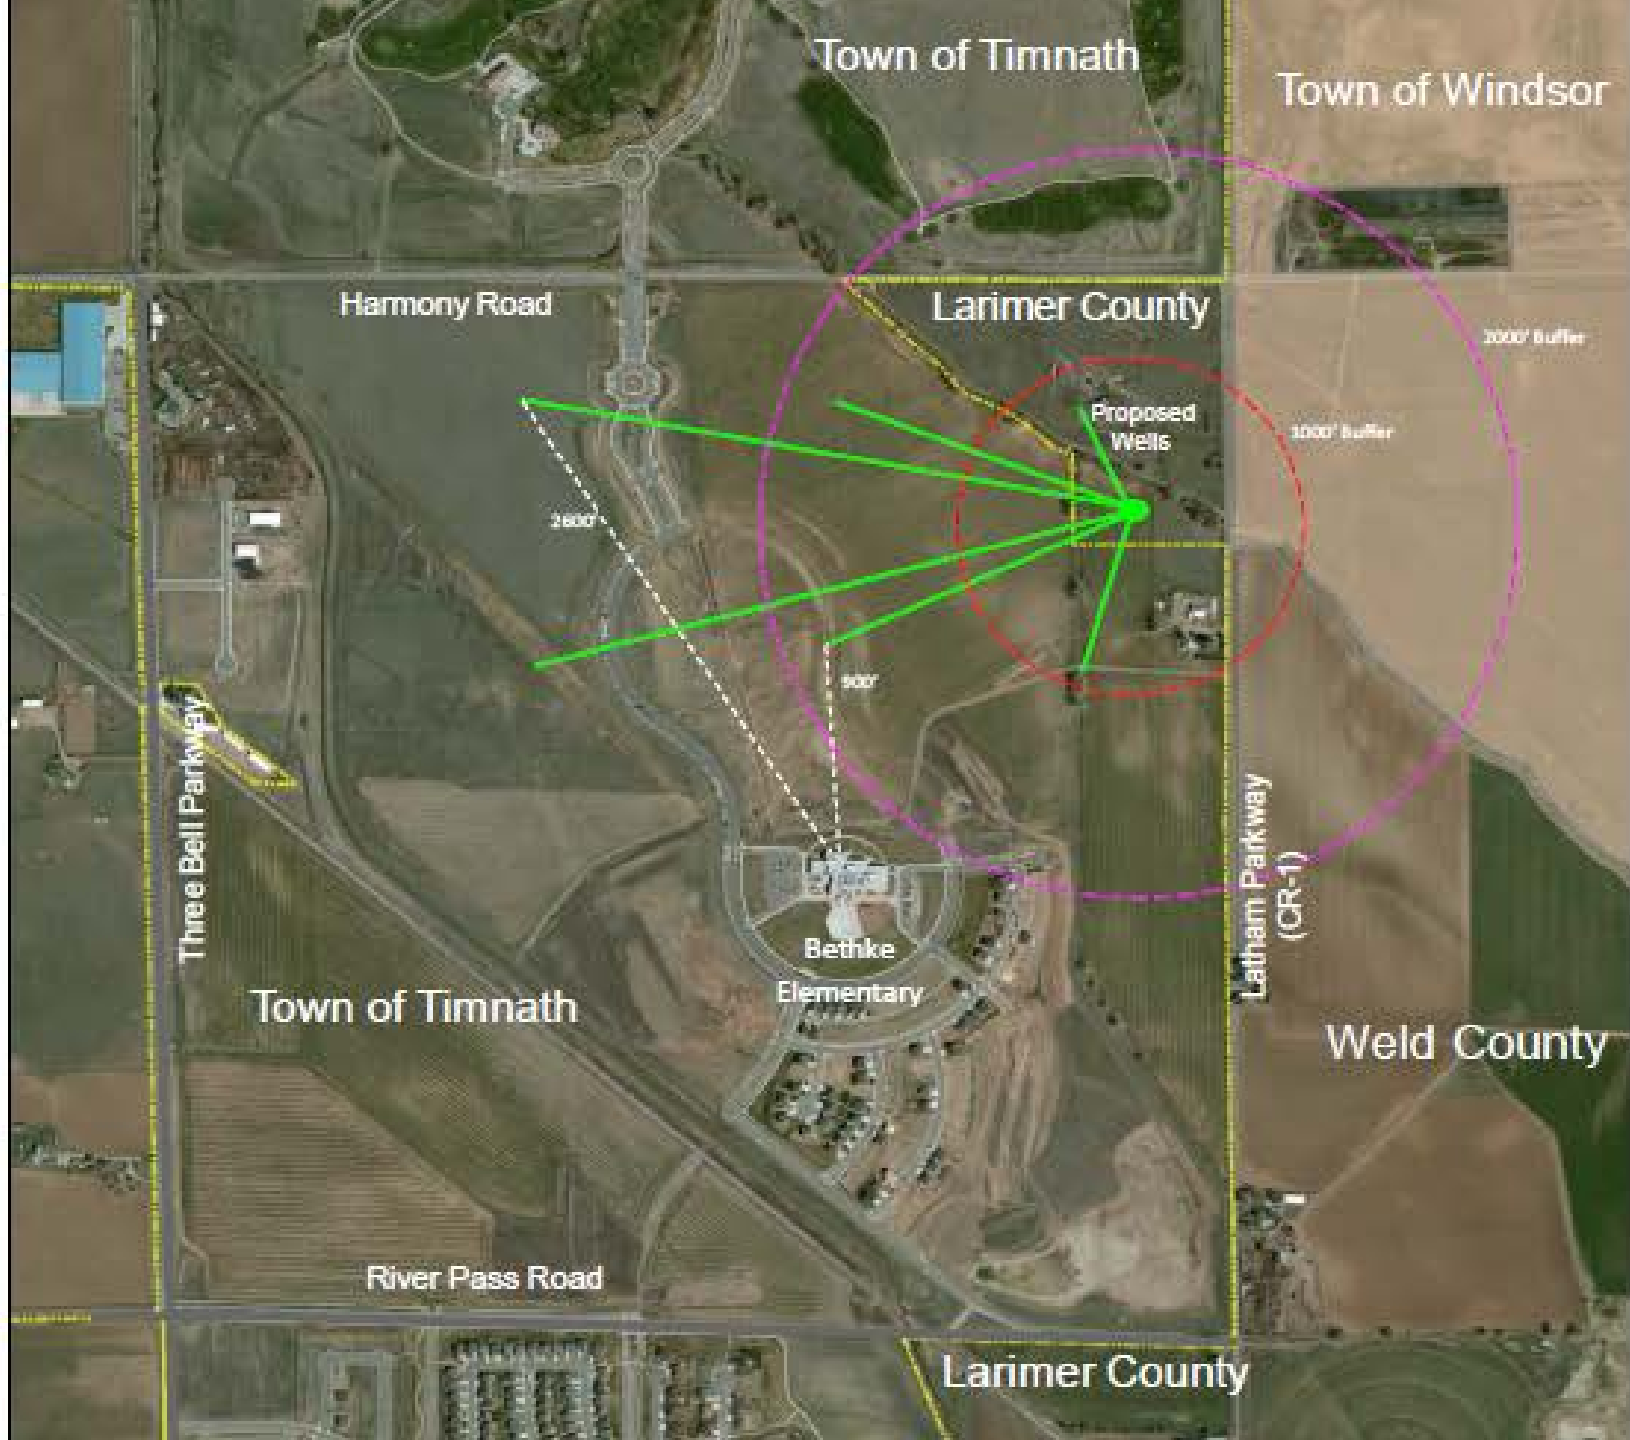 Town of Timnath
Town of Windsor
Harmony Road
Larimer County
2000' Buffer
Proposed
Wells
1000' Buffer
2600'
900'
Three Bell Parkway
Latham Parkway
(CR-1)
Bethke
Elementary
Town of Timnath
Weld County
River Pass Road
Larimer County